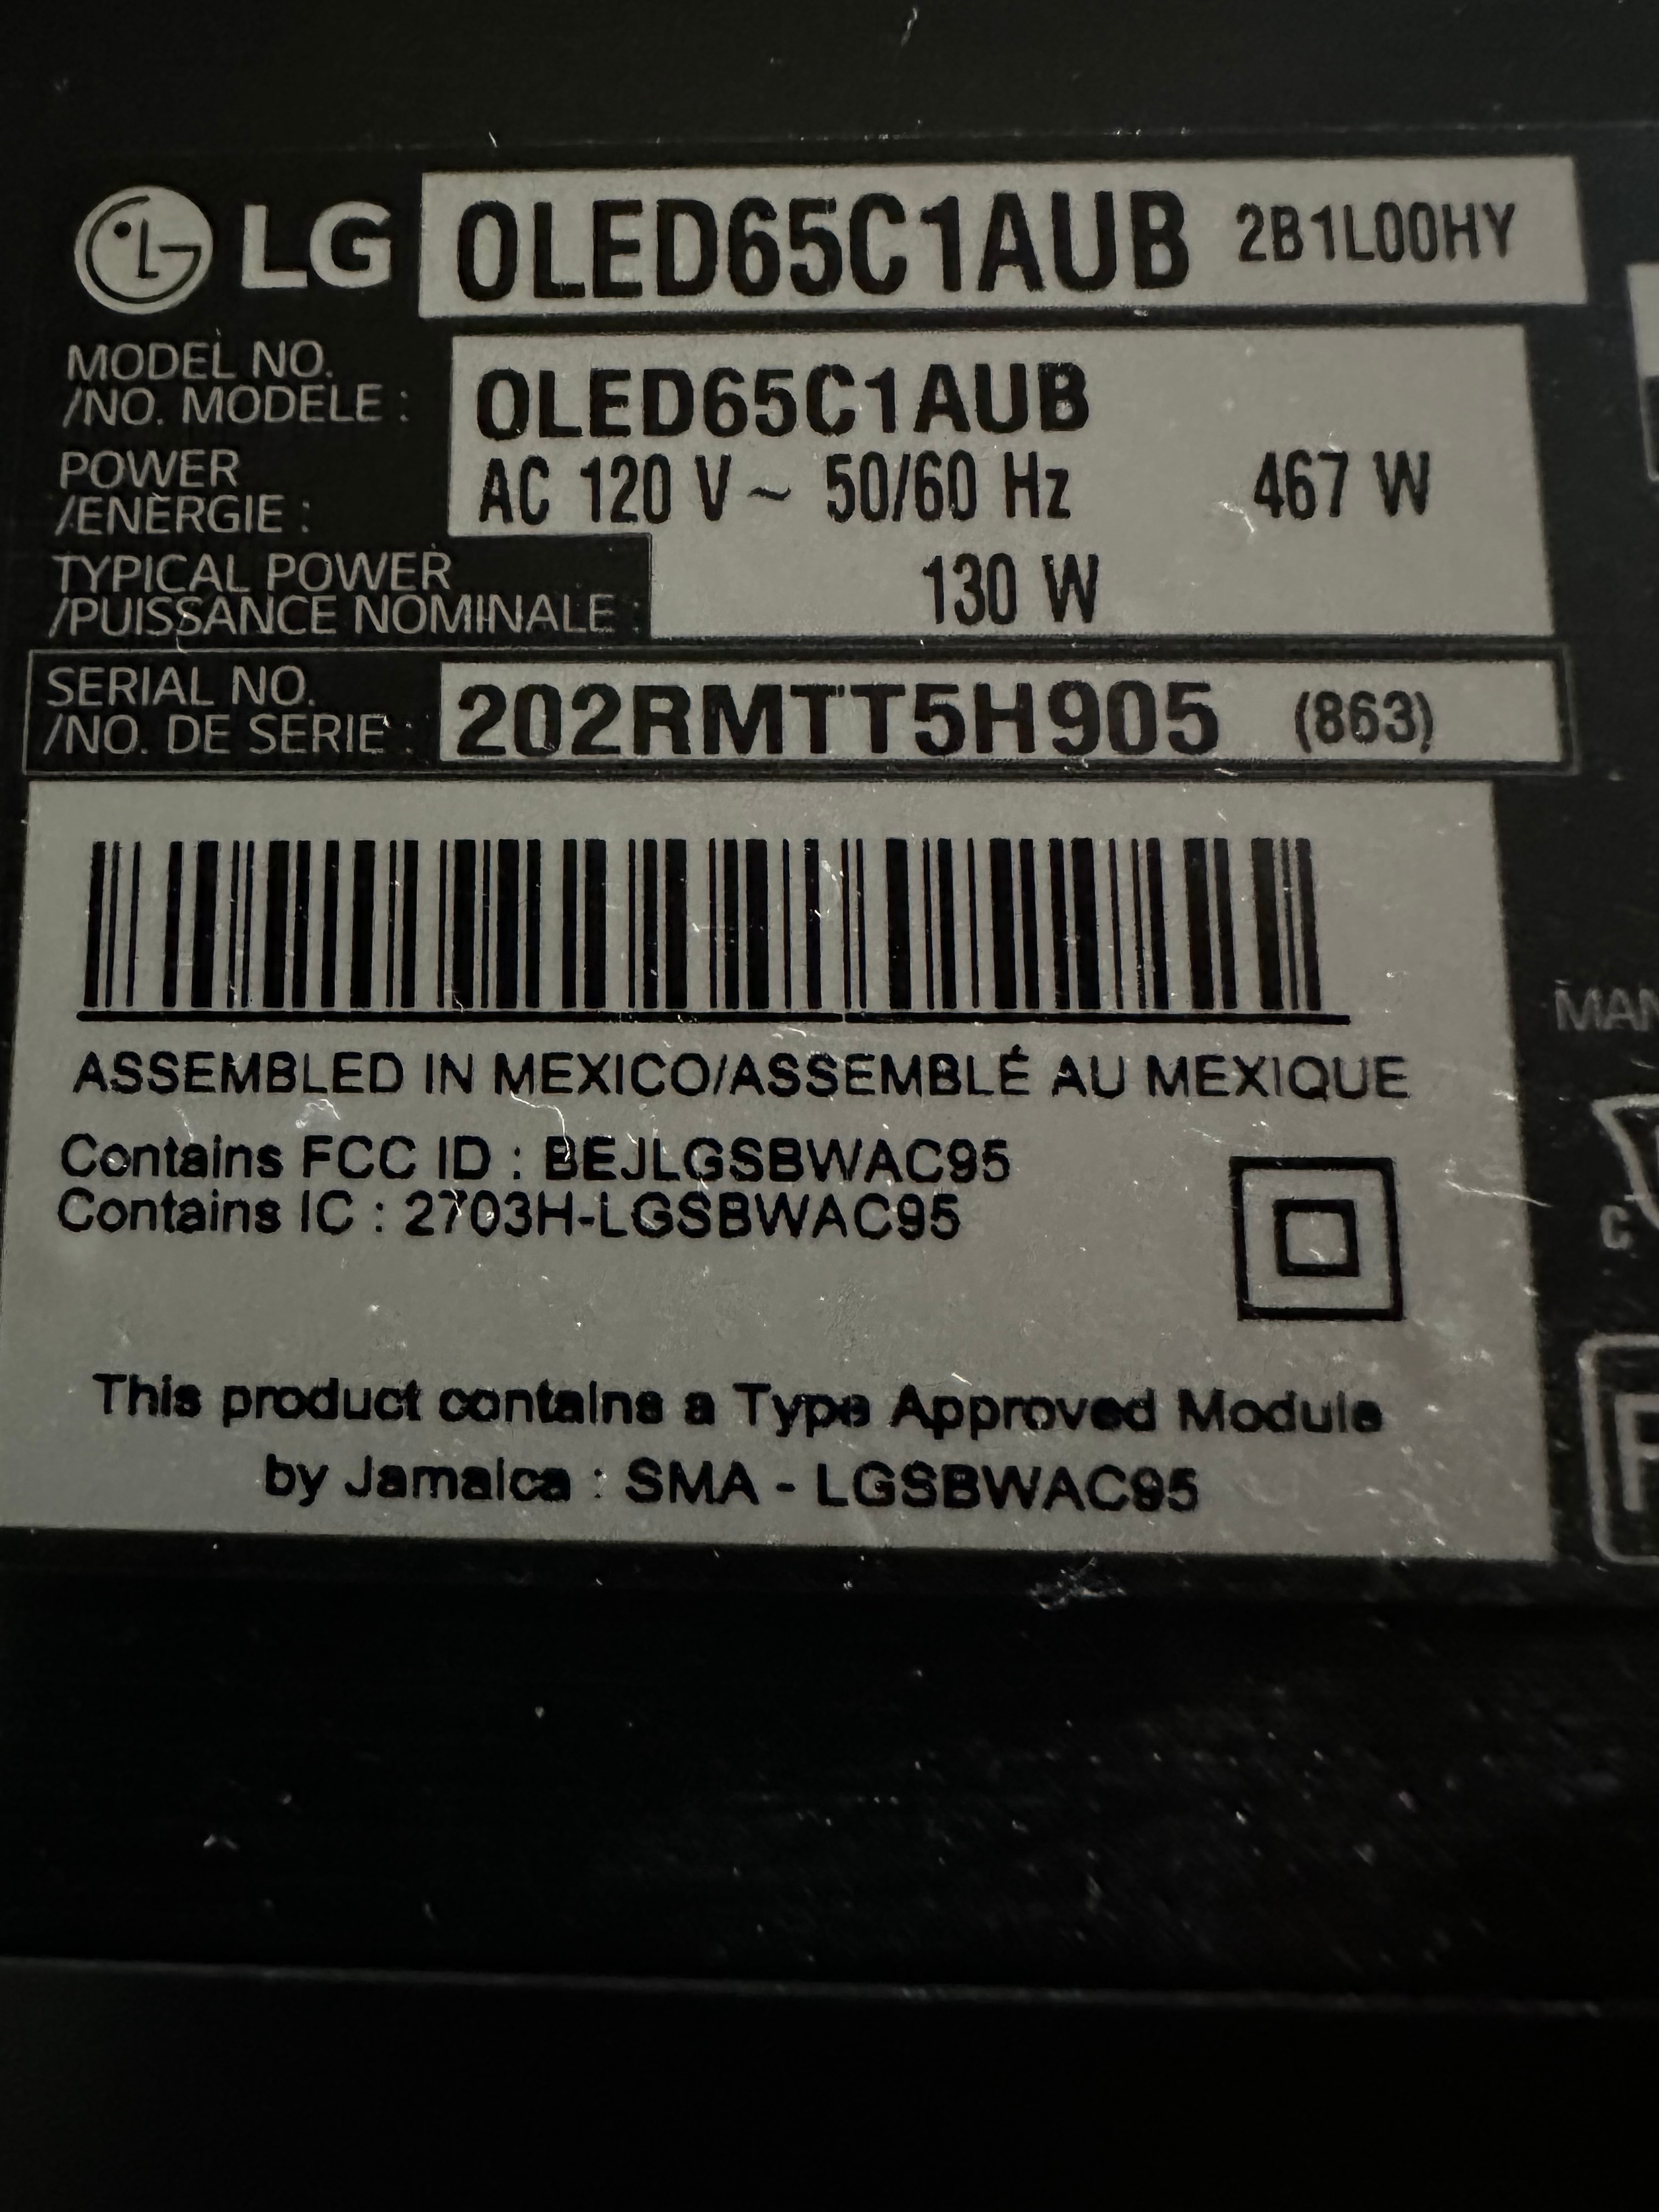 LG OLED65C1AUB 2B1L00HY
MODEL NO.
/NO. MODÈLE : OLED65C1AUB
POWER
/ÉNERGIE : AC 120 V ~ 50/60 Hz 467 W
TYPICAL POWER
/PUISSANCE NOMINALE : 130 W
SERIAL NO.
/NO. DE SERIE : 202RMTT5H905 (863)
ASSEMBLED IN MEXICO/ASSEMBLÉ AU MEXIQUE
Contains FCC ID : BEJLGSBWAC95
Contains IC : 2703H-LGSBWAC95
This product contains a Type Approved Module
by Jamaica : SMA - LGSBWAC95